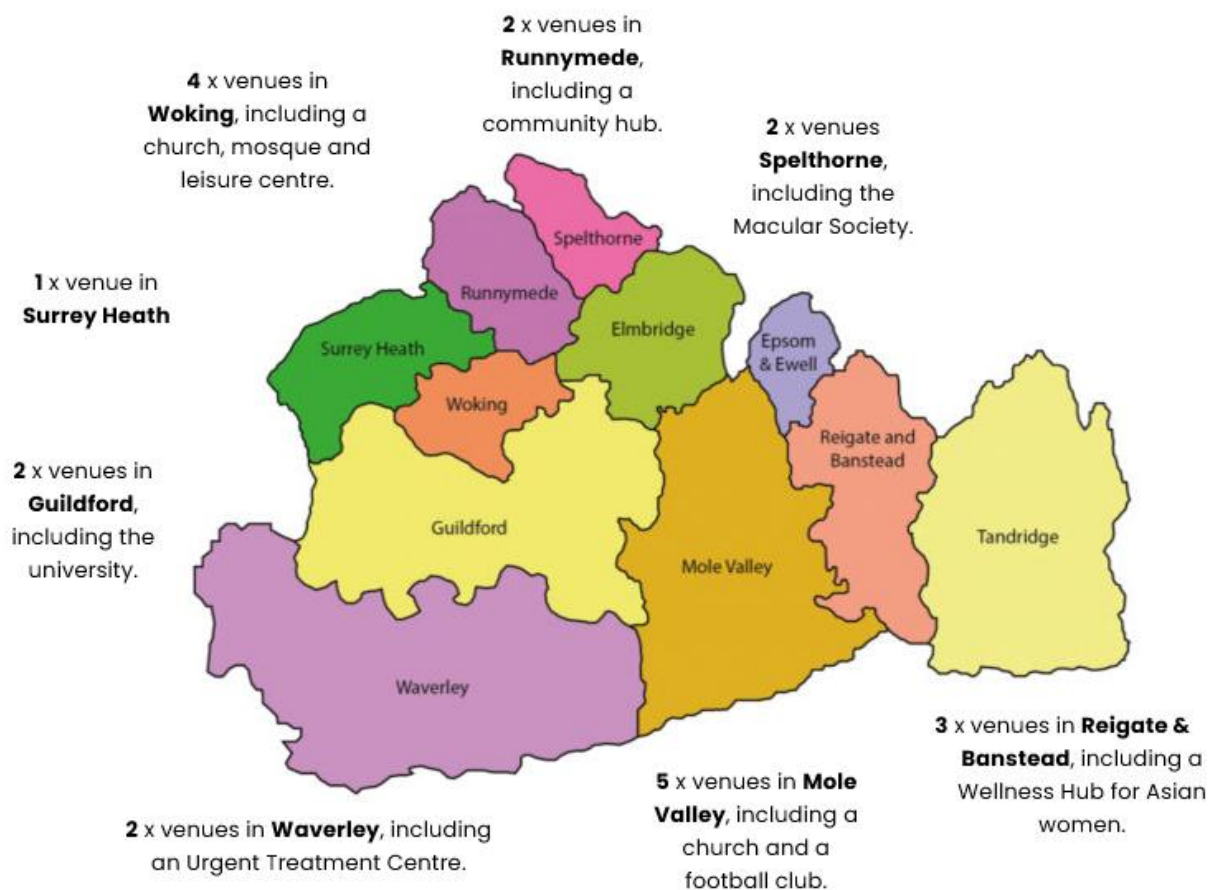 2 x venues in
Runnymede,
including a
community hub.
4 x venues in
Woking, including a
church, mosque and
leisure centre.
2 x venues
Spelthorne,
including the
Macular Society.
1 x venue in
Surrey Heath
2 x venues in
Guildford,
including the
university.
Spelthorne
Runnymede
Elmbridge
Surrey Heath
Epsom
& Ewell
Woking
Reigate and
Banstead
Guildford
Mole Valley
Tandridge
Waverley
3 x venues in Reigate &
Banstead, including a
Wellness Hub for Asian
women.
5 x venues in Mole
Valley, including a
church and a
football club.
2 x venues in Waverley, including
an Urgent Treatment Centre.